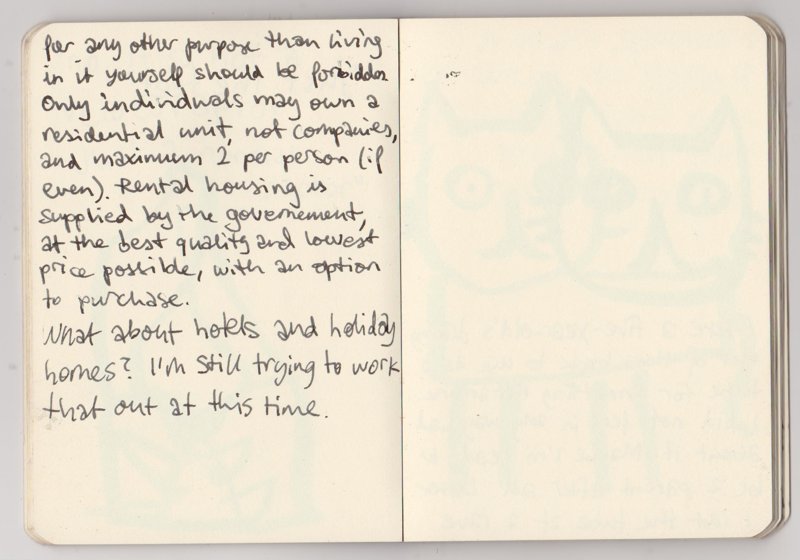 for any other purpose than living
in it yourself should be forbidden
Only individuals may own a
residential unit, not companies,
and maximum 2 per person (if
even). Rental housing is
supplied by the governement,
at the best quality and lowest
price possible, with an option
to purchase.
What about hotels and holiday
homes? I'm still trying to work
that out at this time.